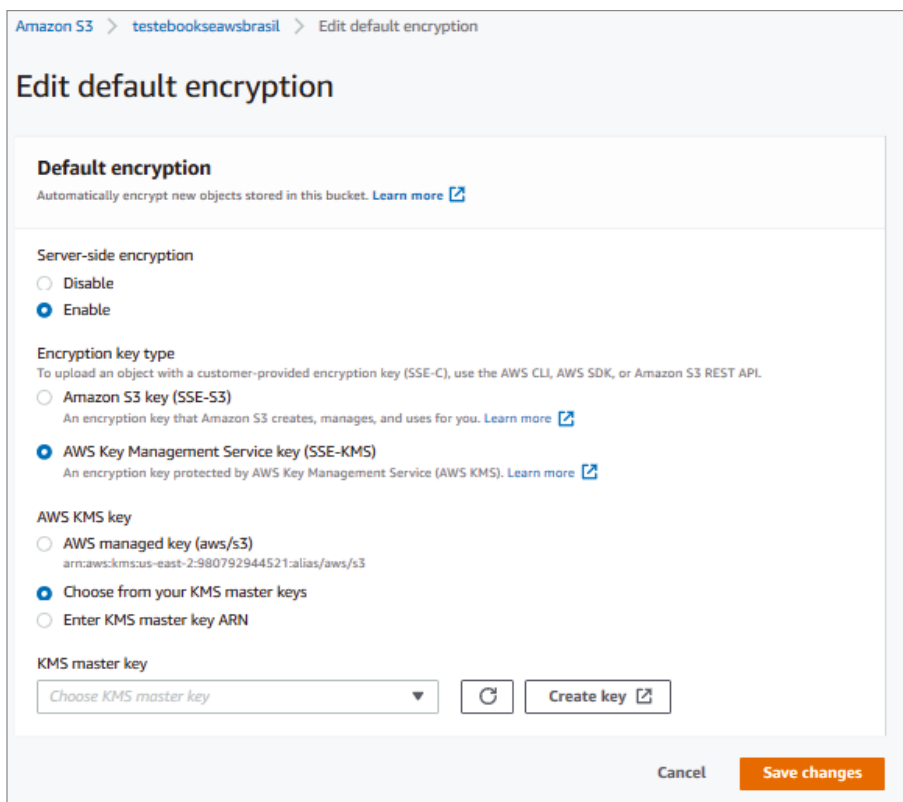 Amazon S3 > testebookseawsbrasil > Edit default encryption
Edit default encryption
Default encryption
Automatically encrypt new objects stored in this bucket. Learn more
Server-side encryption
Disable
Enable
Encryption key type
To upload an object with a customer-provided encryption key (SSE-C), use the AWS CLI, AWS SDK, or Amazon S3 REST API.
Amazon S3 key (SSE-S3)
An encryption key that Amazon S3 creates, manages, and uses for you. Learn more
AWS Key Management Service key (SSE-KMS)
An encryption key protected by AWS Key Management Service (AWS KMS). Learn more
AWS KMS key
AWS managed key (aws/s3)
arn:aws:kms:us-east-2:980792944521:alias/aws/s3
Choose from your KMS master keys
Enter KMS master key ARN
KMS master key
Choose KMS master key
Create key
Cancel
Save changes